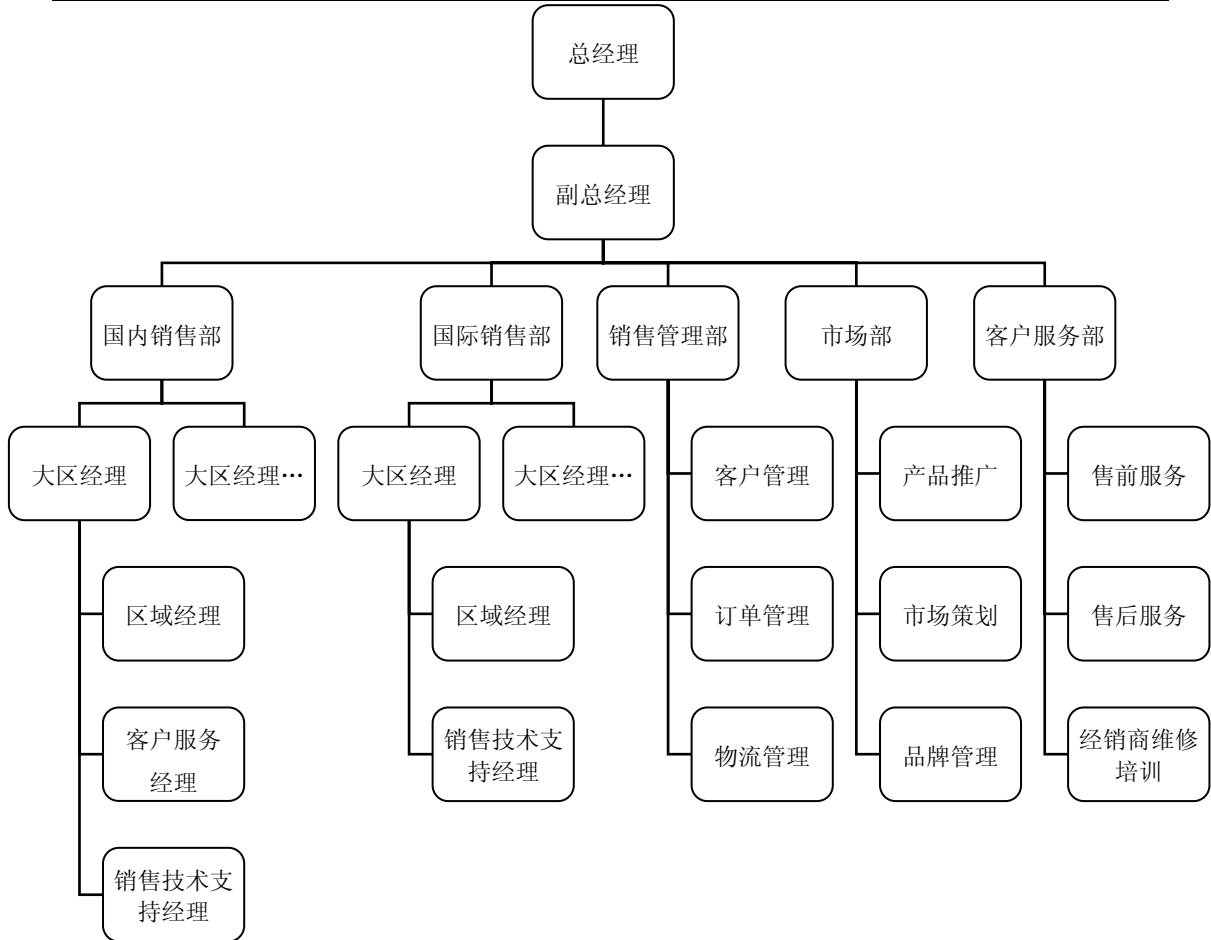 总经理
副总经理
国内销售部
国际销售部
销售管理部
市场部
客户服务部
大区经理
大区经理…
大区经理
大区经理…
客户管理
产品推广
售前服务
区域经理
区域经理
订单管理
市场策划
售后服务
客户服务
经理
销售技术支
持经理
物流管理
品牌管理
经销商维修
培训
销售技术支
持经理